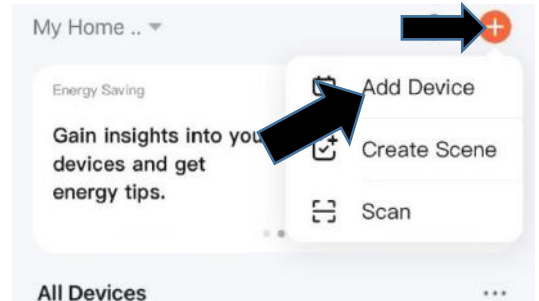 My Home ..
Energy Saving
Add Device
Gain insights into you
devices and get
energy tips.
Create Scene
Scan
All Devices